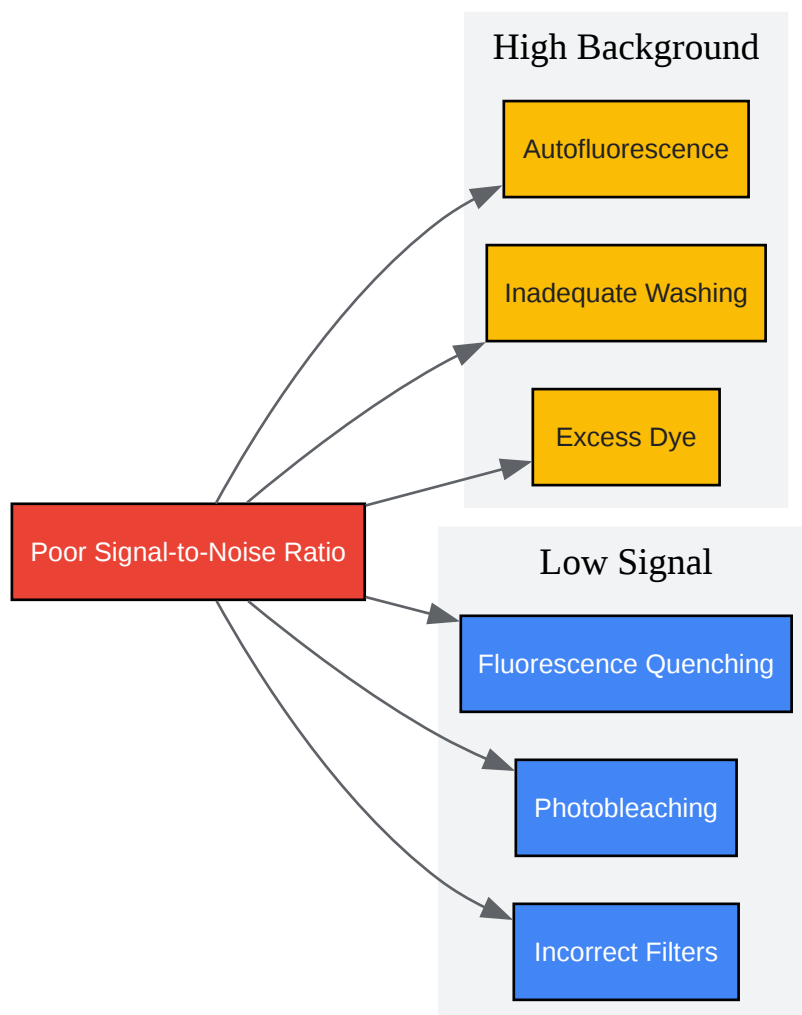 High Background
Autofluorescence
Inadequate Washing
Excess Dye
Poor Signal-to-Noise Ratio
Low Signal
Fluorescence Quenching
Photobleaching
Incorrect Filters